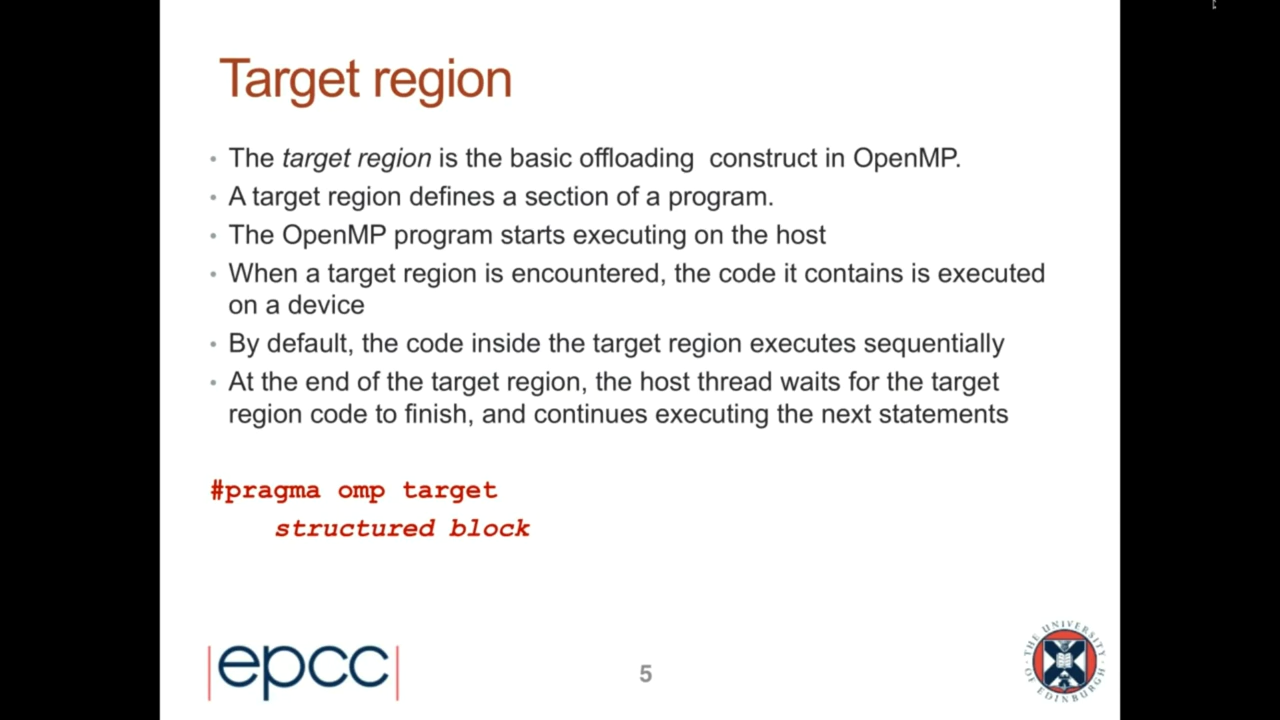 Target region
• The target region is the basic offloading construct in OpenMP.
• A target region defines a section of a program.
• The OpenMP program starts executing on the host
• When a target region is encountered, the code it contains is executed
on a device
• By default, the code inside the target region executes sequentially
• At the end of the target region, the host thread waits for the target
region code to finish, and continues executing the next statements
#pragma omp target
structured block
|epcc|
5
THE UNIVERSITY
OF EDINBURGH